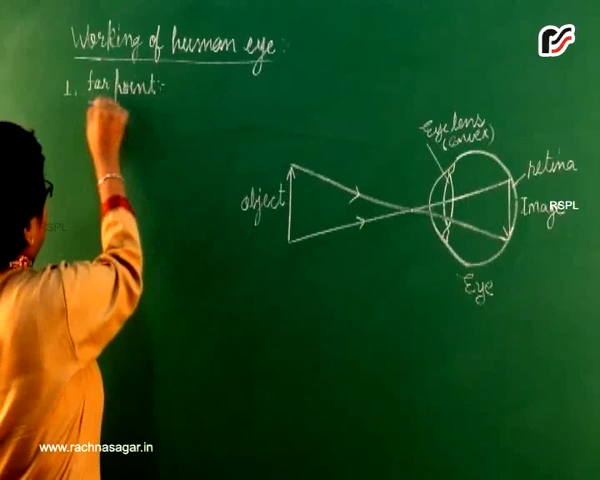 Working of human eye:
1. far point:-
Eye lens
(convex)
retina
object
Image
RSPL
Eye
RSPL
www.rachnasagar.in